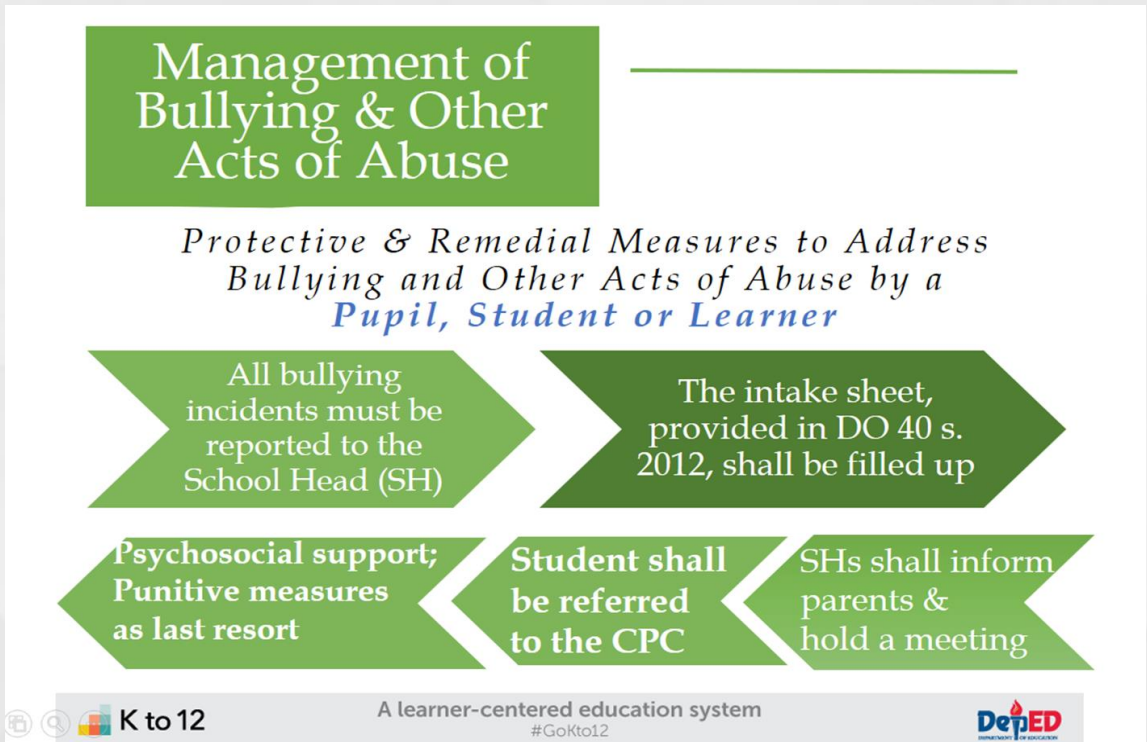 Management of
Bullying & Other
Acts of Abuse
Protective & Remedial Measures to Address
Bullying and Other Acts of Abuse by a
Pupil, Student or Learner
All bullying
incidents must be
reported to the
School Head (SH)
The intake sheet,
provided in DO 40 s.
2012, shall be filled up
SHs shall inform
parents &
hold a meeting
Student shall
be referred
to the CPC
Psychosocial support;
Punitive measures
as last resort
K to 12
A learner-centered education system
#GoKto12
DepED
DEPARTMENT OF EDUCATION